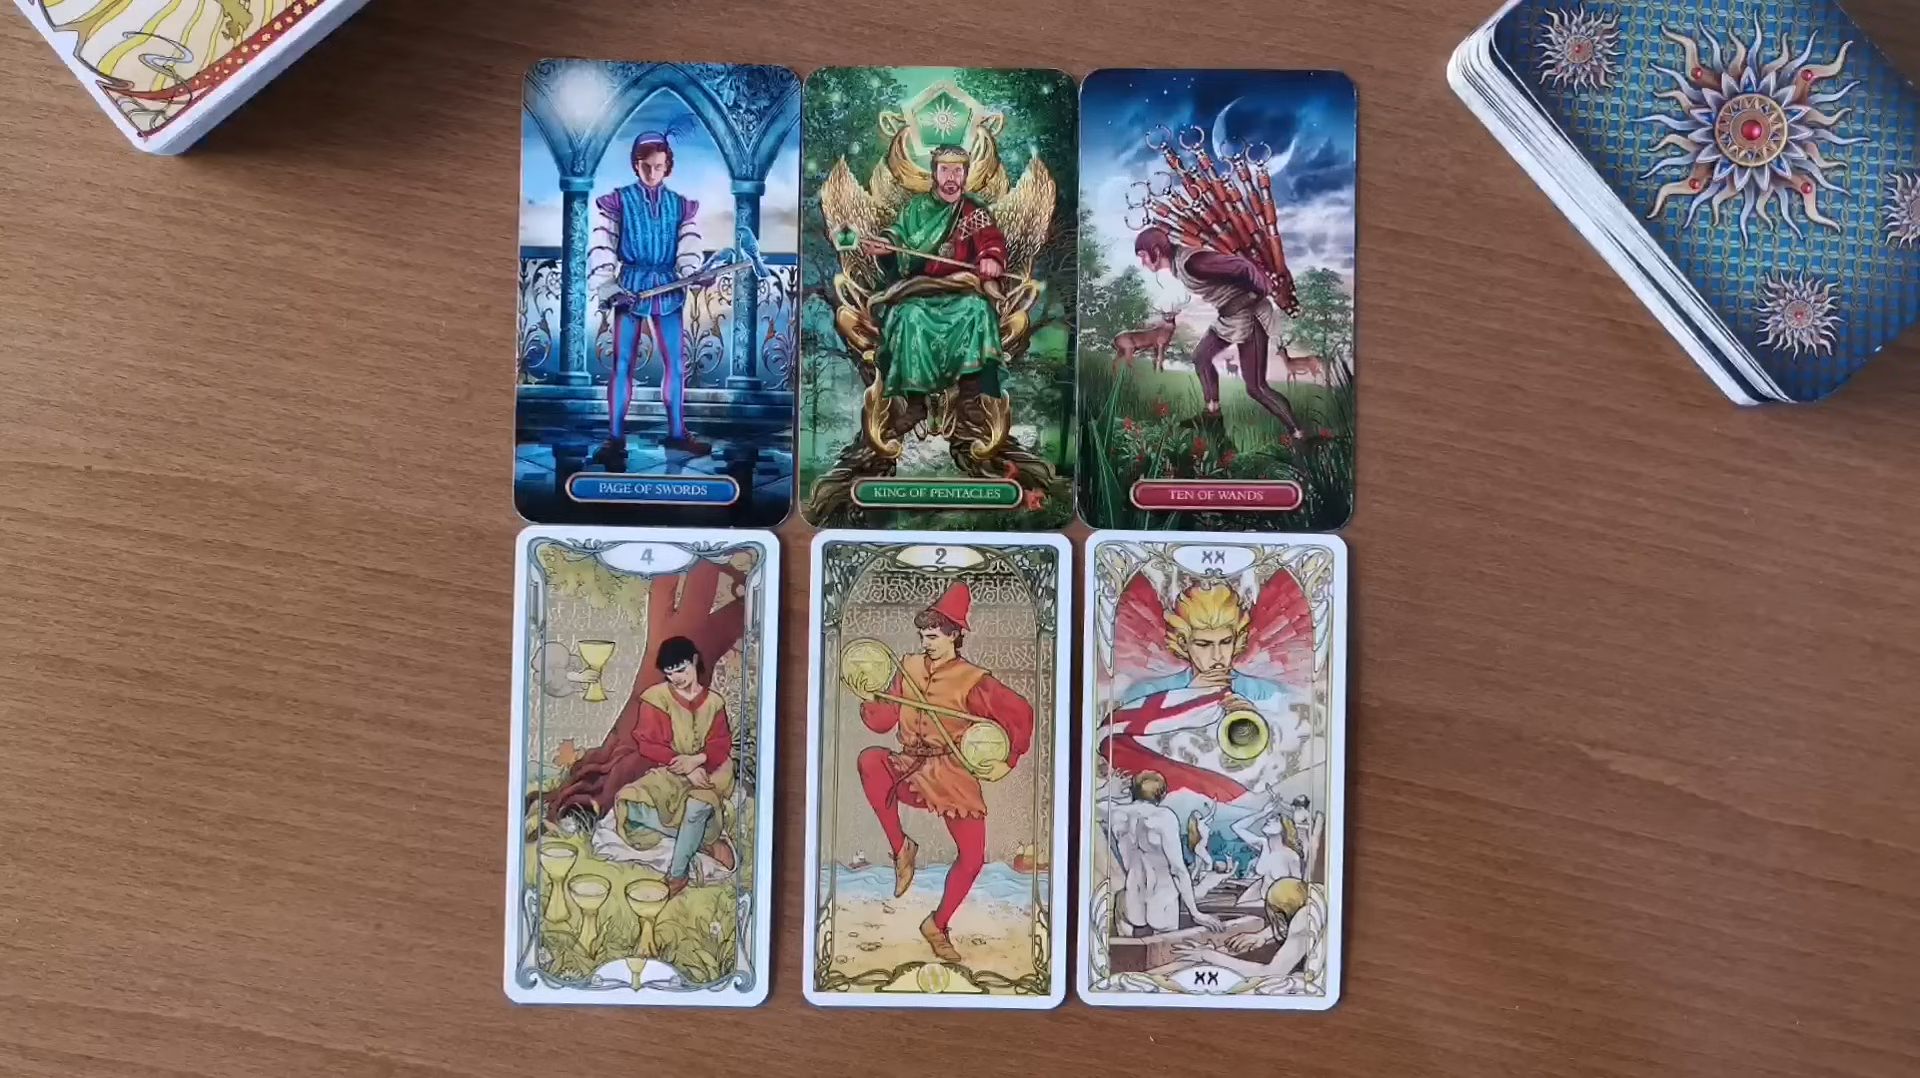 PAGE OF SWORDS
KING OF PENTACLES
TEN OF WANDS
4
2
XX
XX